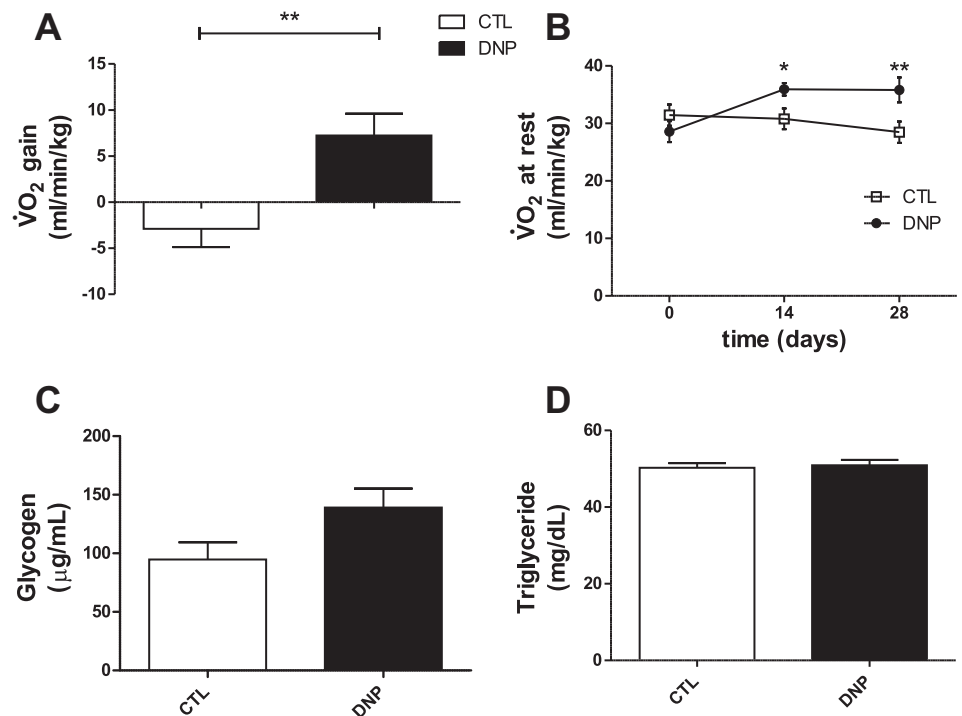 A
**
CTL
DNP
15
10
5
0
-5
-10
V̇O2 gain
(ml/min/kg)
B
*
**
40
30
20
10
0
V̇O2 at rest
(ml/min/kg)
CTL
DNP
0
14
28
time (days)
C
200
150
100
50
0
Glycogen
(μg/mL)
CTL
DNP
D
60
40
20
0
Triglyceride
(mg/dL)
CTL
DNP